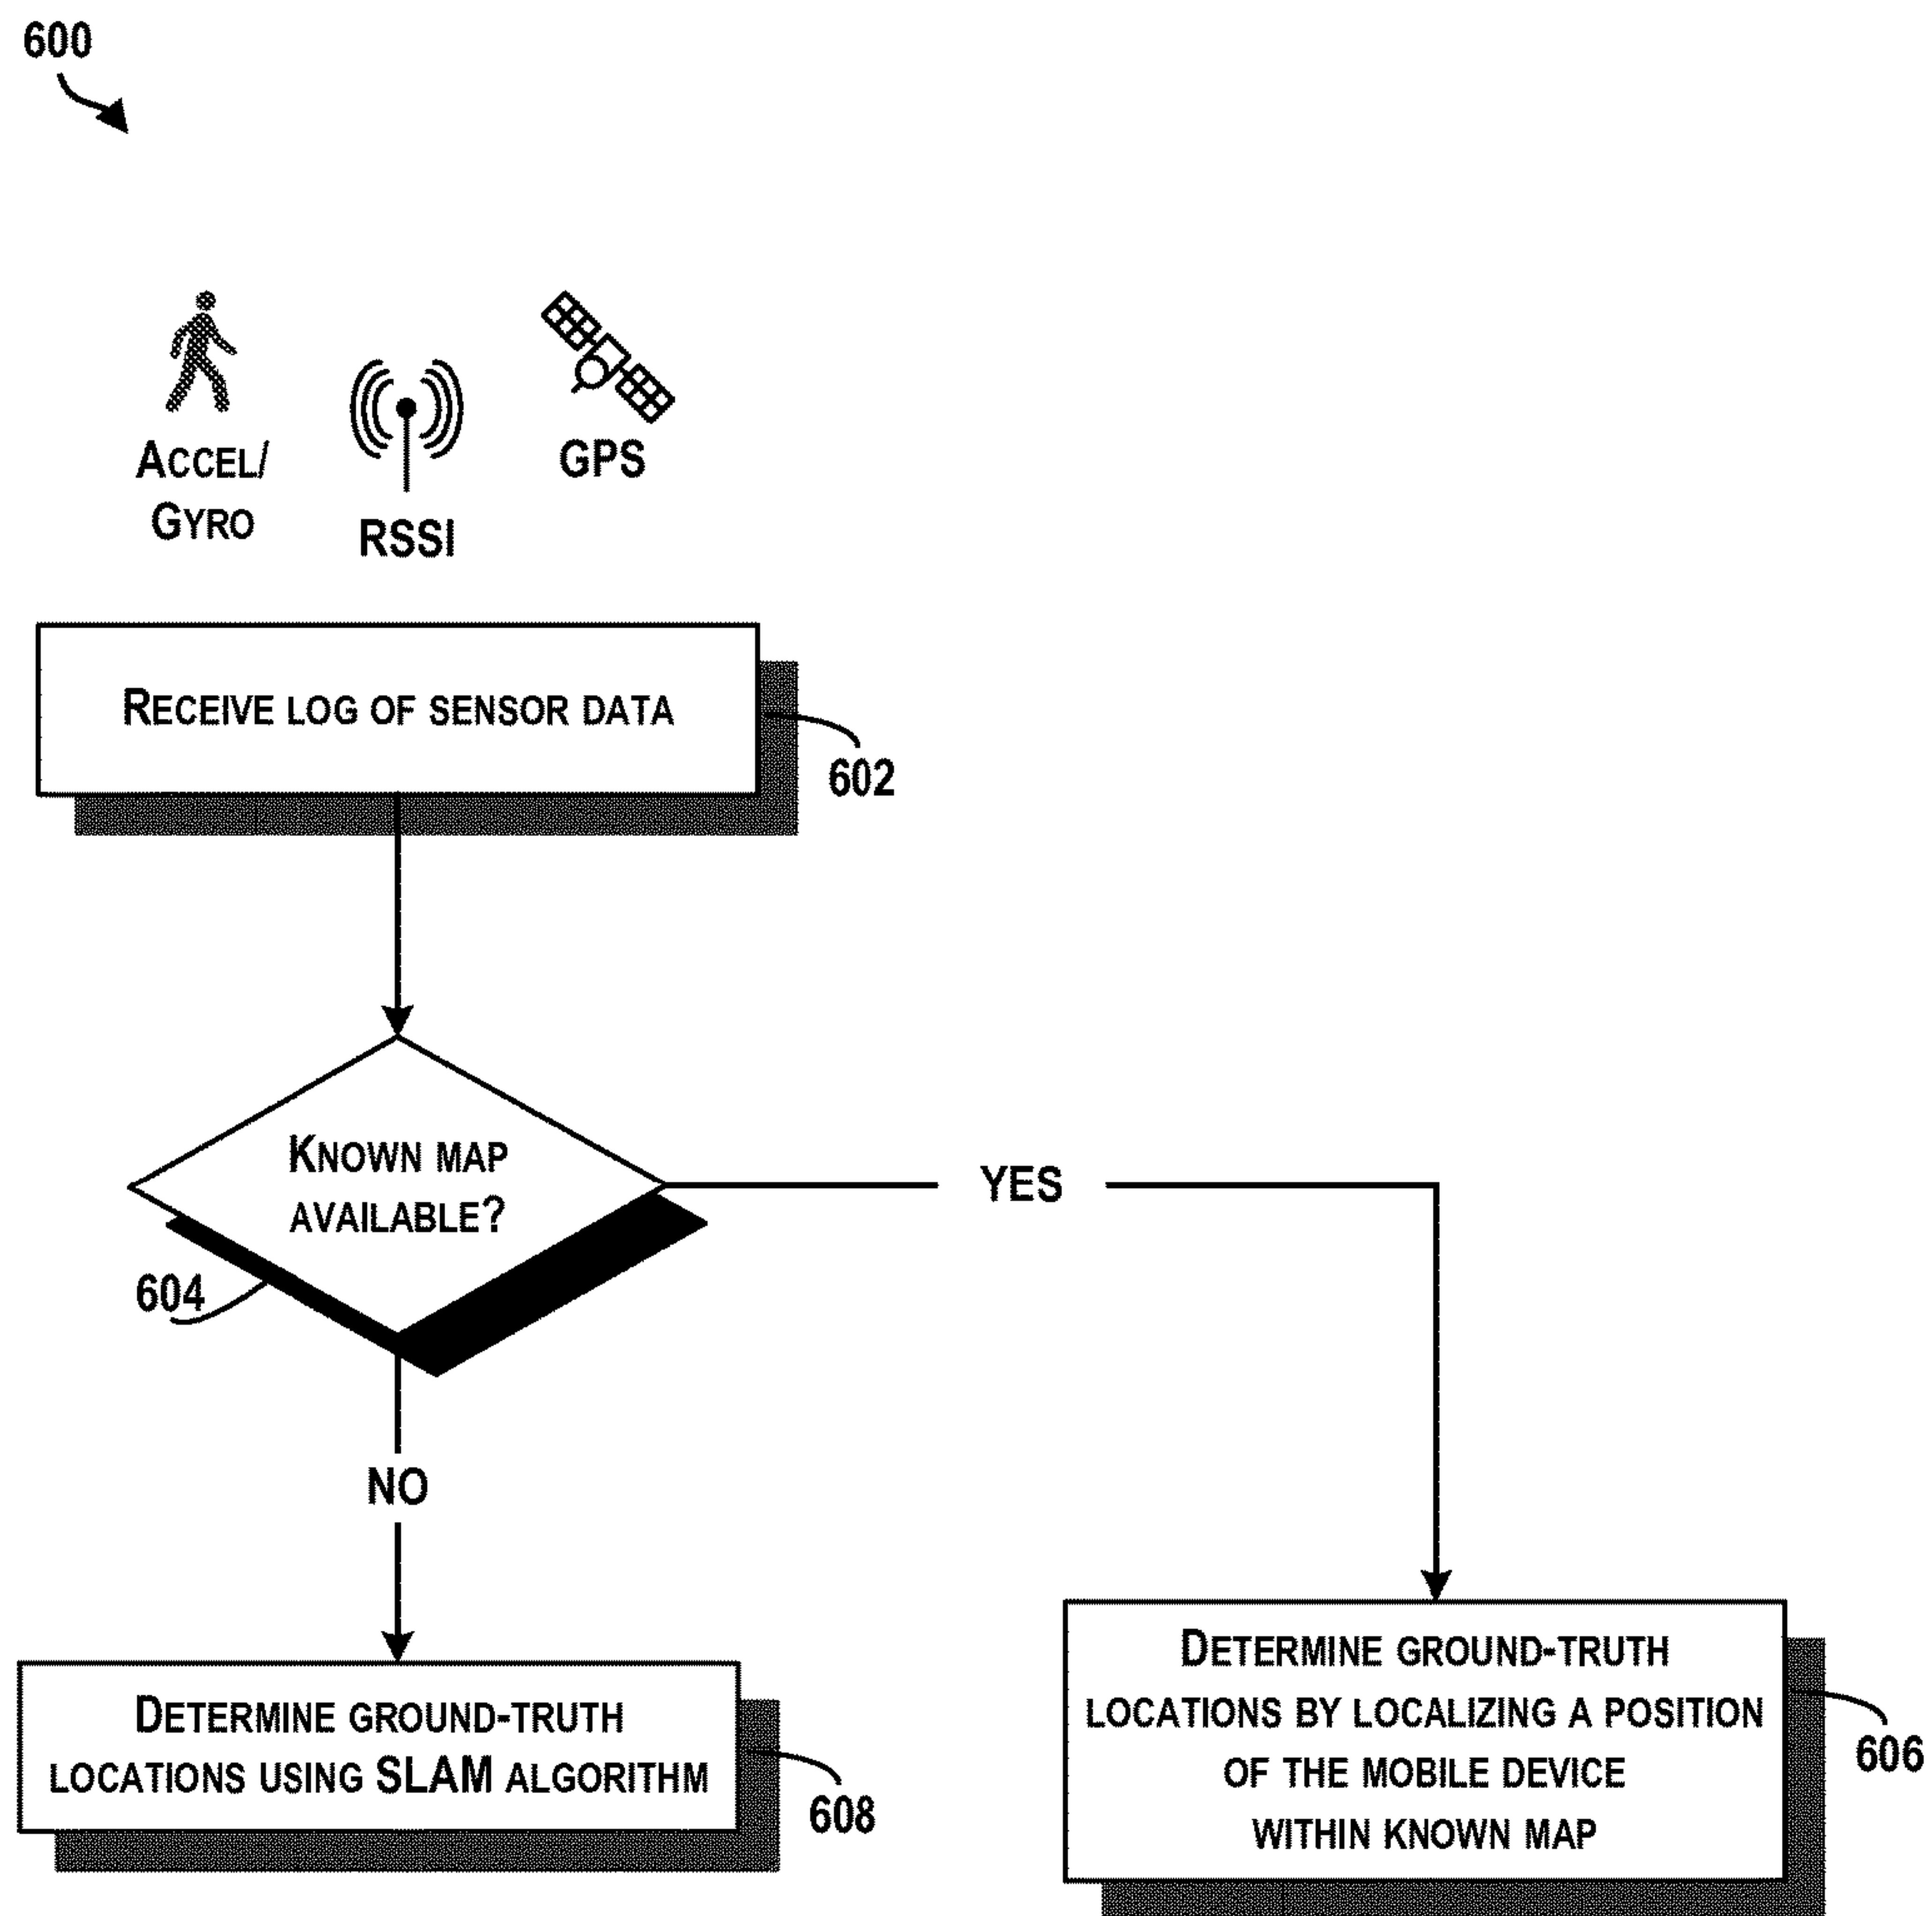 600
ACCEL/
GYRO
RSSI
GPS
RECEIVE LOG OF SENSOR DATA
602
KNOWN MAP
AVAILABLE?
YES
604
NO
DETERMINE GROUND-TRUTH
LOCATIONS USING SLAM ALGORITHM
608
DETERMINE GROUND-TRUTH
LOCATIONS BY LOCALIZING A POSITION
OF THE MOBILE DEVICE
WITHIN KNOWN MAP
606